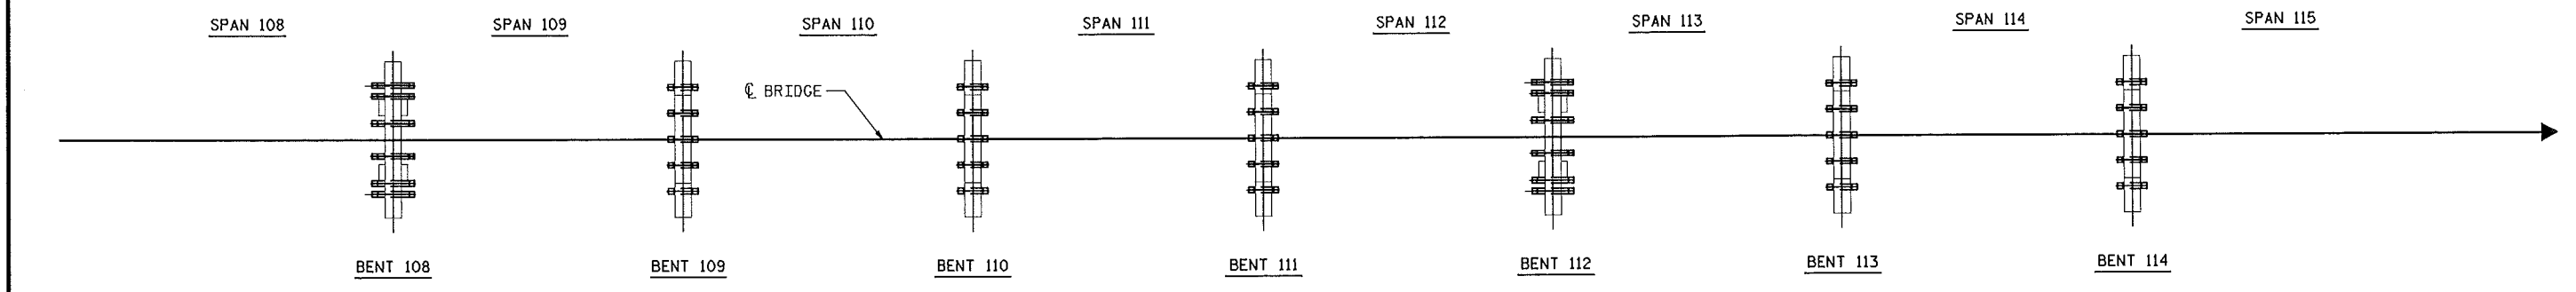 SPAN 108
SPAN 109
SPAN 110
SPAN 111
SPAN 112
SPAN 113
SPAN 114
SPAN 115
℄ BRIDGE
BENT 108
BENT 109
BENT 110
BENT 111
BENT 112
BENT 113
BENT 114